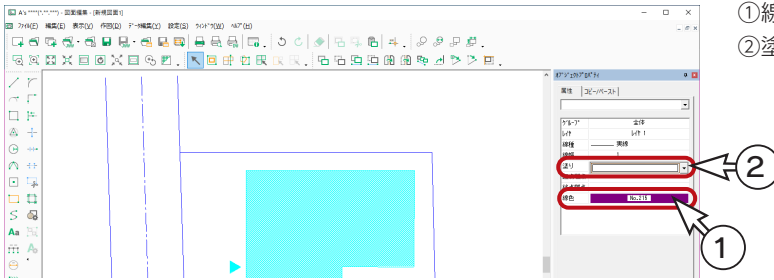 A's ****(*.**.***) - 図面編集 - [新規図面1]
ファイル(F) 編集(E) 表示(V) 作図(D) データ編集(Y) 設定(S) ウィンドウ(W) ヘルプ(H)
オブジェクトプロパティ
属性 コピー/ペースト
グループ 全体
レイヤ レイヤ 1
線種 実線
塗り
線色 No.215
Aa
①
②
①線
②塗